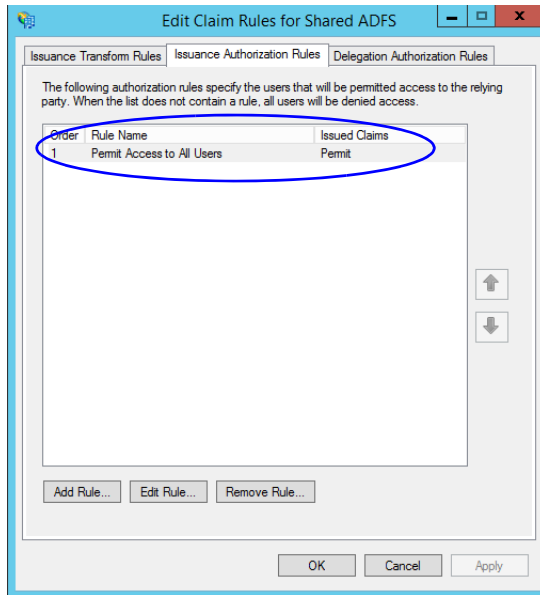 Edit Claim Rules for Shared ADFS
Issuance Transform Rules Issuance Authorization Rules Delegation Authorization Rules
The following authorization rules specify the users that will be permitted access to the relying
party. When the list does not contain a rule, all users will be denied access.
Order Rule Name Issued Claims
1 Permit Access to All Users Permit
Add Rule... Edit Rule... Remove Rule...
OK Cancel Apply